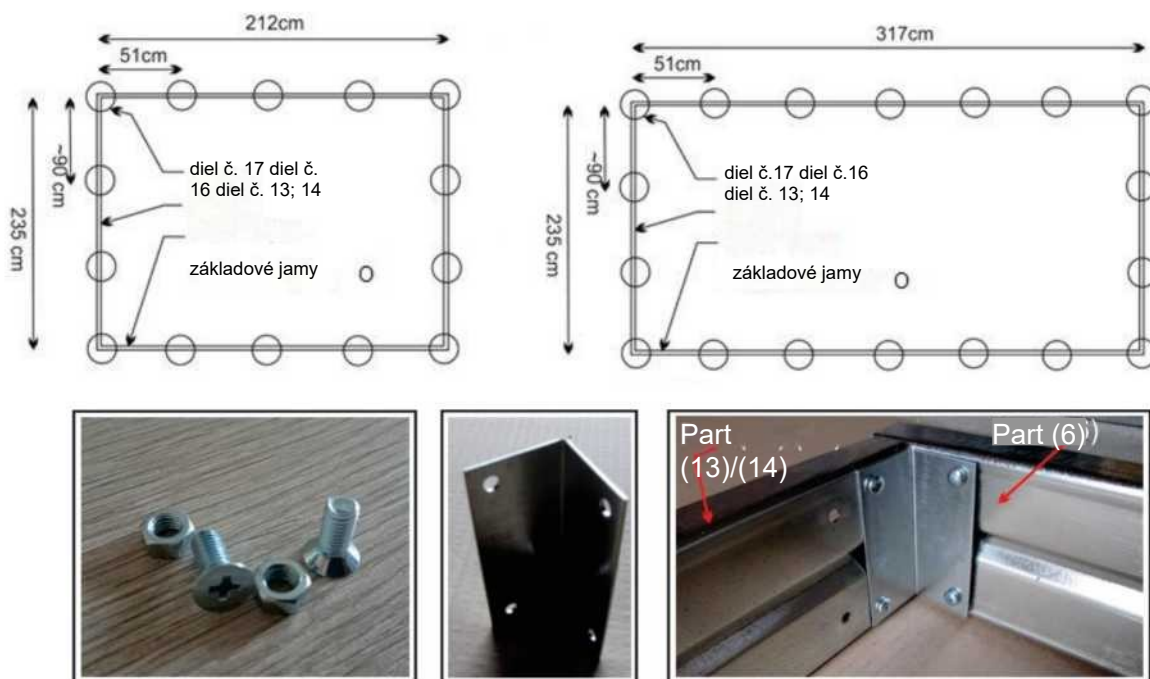 212cm
51cm
~90 cm
235 cm
diel č. 17 diel č.
16 diel č. 13; 14
základové jamy
317cm
51cm
~90 cm
235 cm
diel č.17 diel č.16
diel č. 13; 14
základové jamy
Part
(13)/(14)
Part (6)